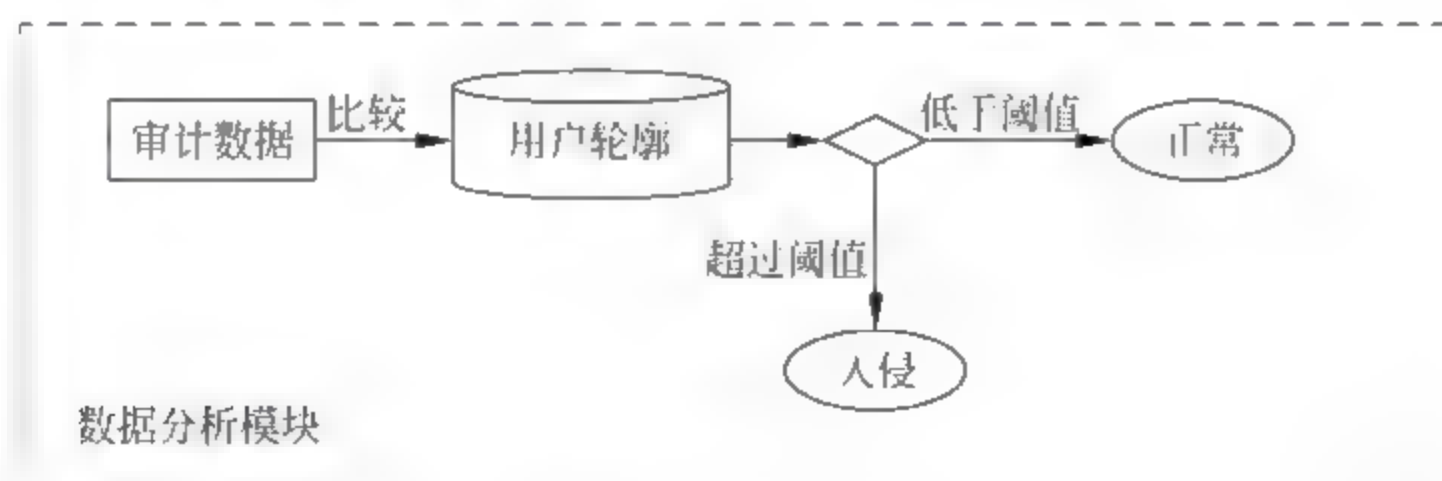 审计数据
比较
用户轮廓
低于阈值
正常
超过阈值
入侵
数据分析模块